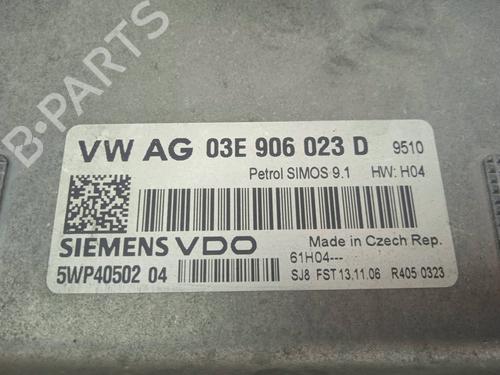 VW AG 03E 906 023 D 9510
Petrol SIMOS 9.1 HW: H04
SIEMENS VDO Made in Czech Rep.
61H04---
5WP40502 04 SJ8 FST 13.11.06 R405 0323
B-Parts